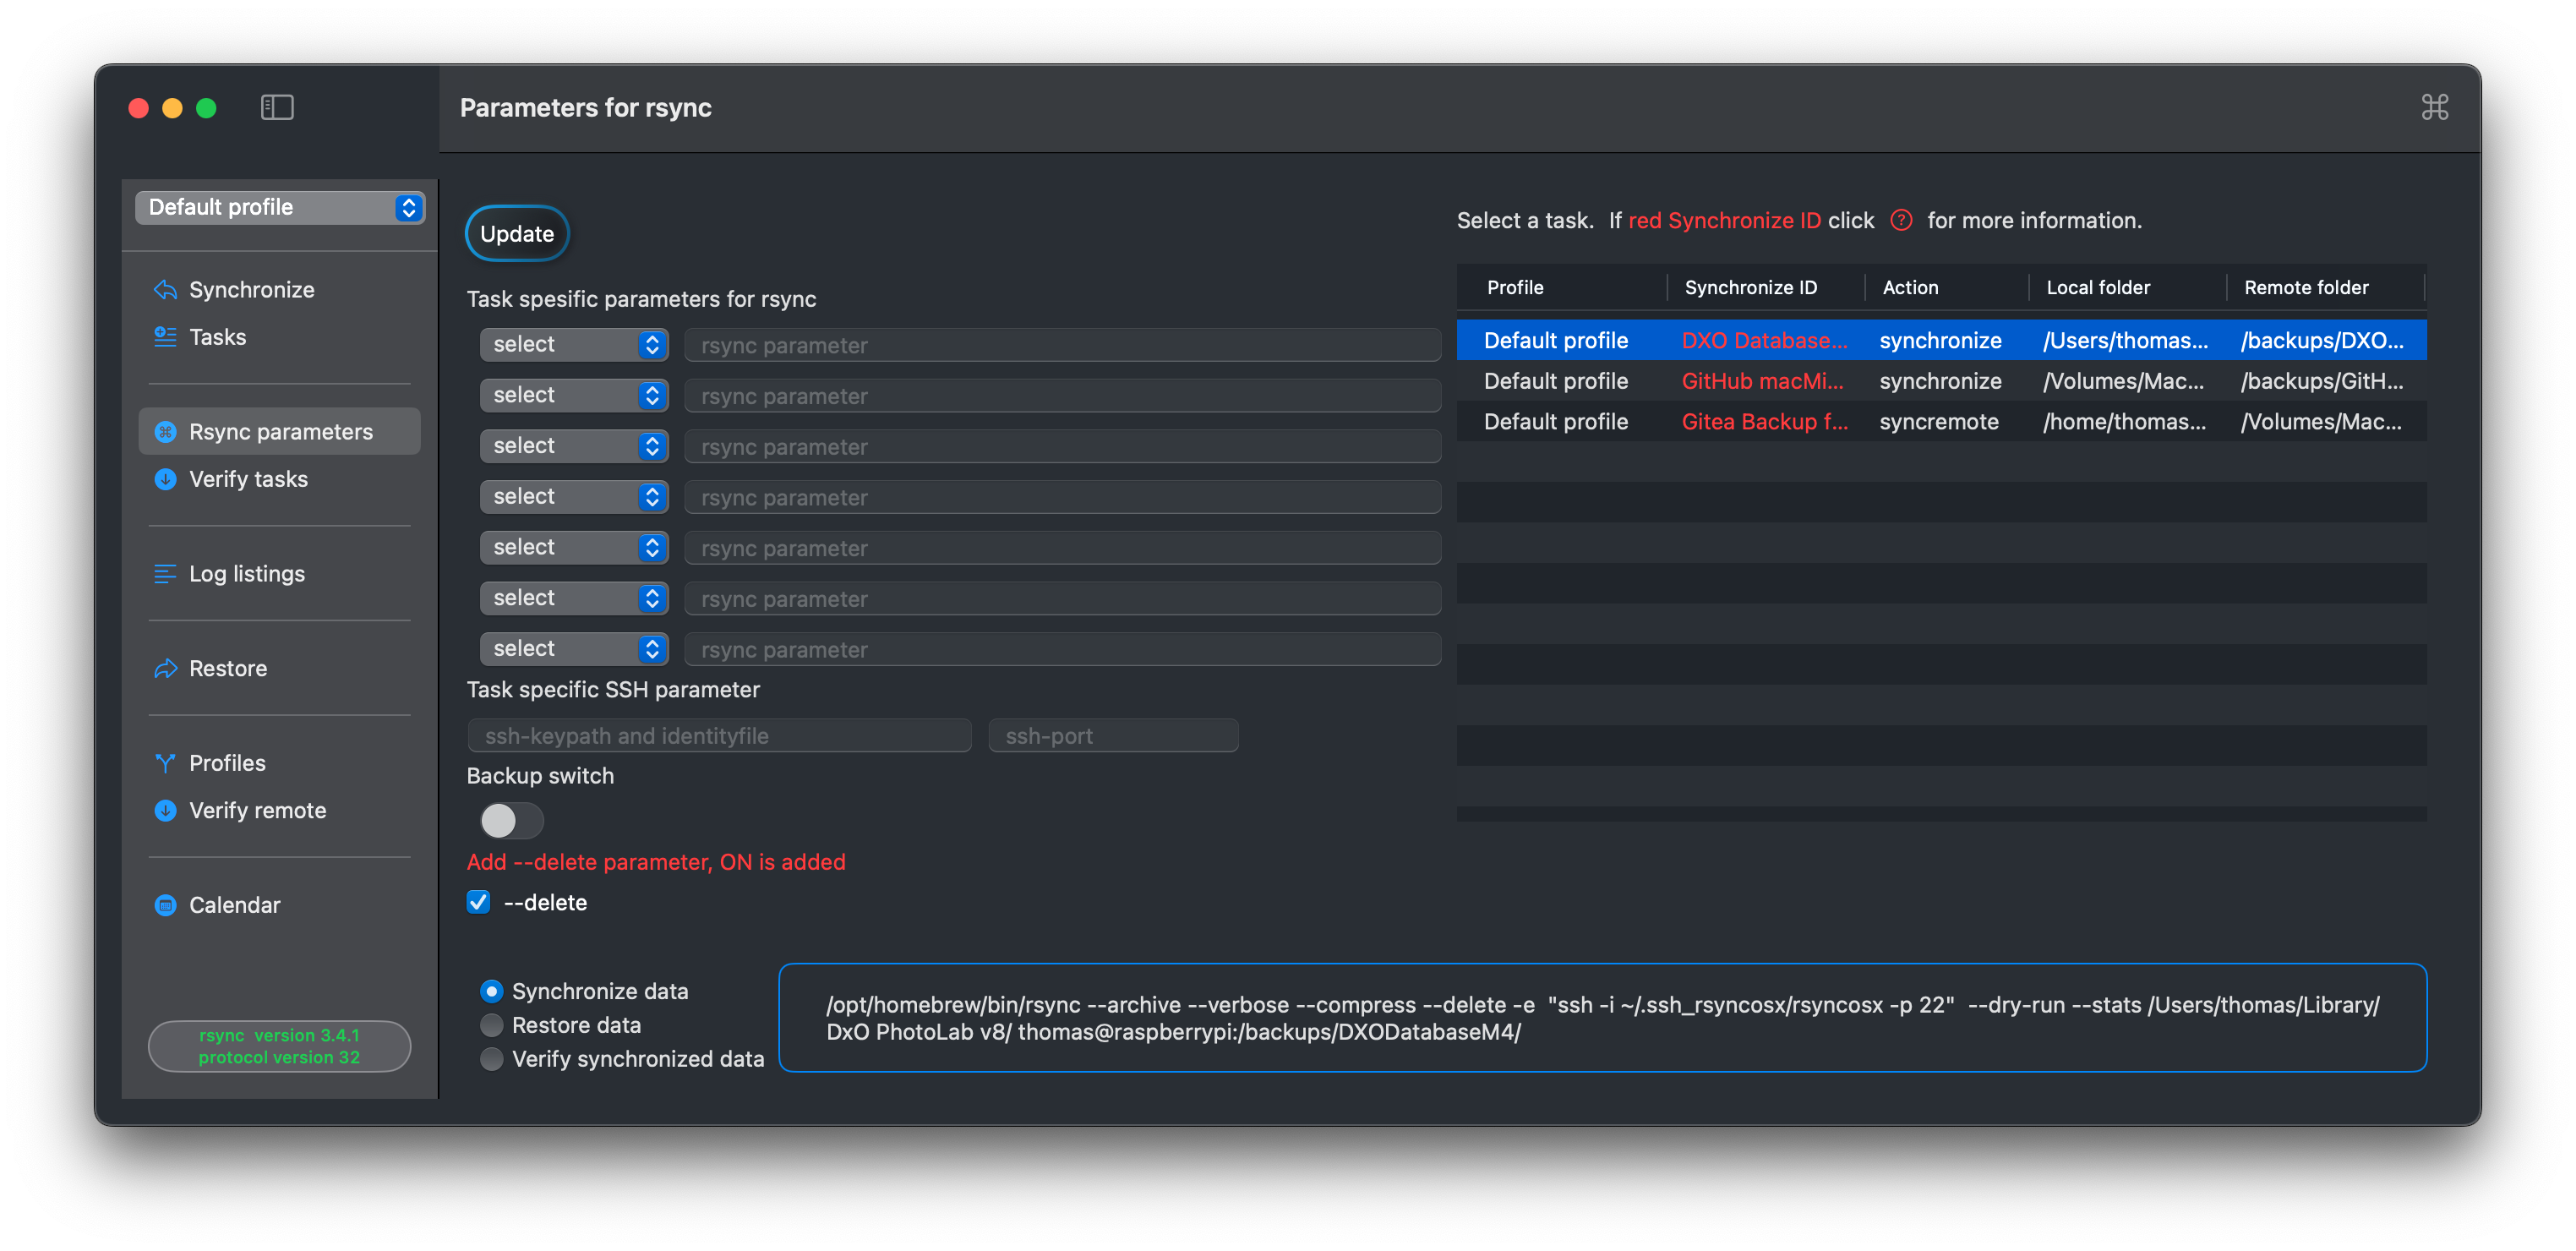 Parameters for rsync
Default profile
Synchronize
Tasks
Rsync parameters
Verify tasks
Log listings
Restore
Profiles
Verify remote
Calendar
rsync version 3.4.1
protocol version 32
Update
Task spesific parameters for rsync
select rsync parameter
select rsync parameter
select rsync parameter
select rsync parameter
select rsync parameter
select rsync parameter
select rsync parameter
Task specific SSH parameter
ssh-keypath and identityfile ssh-port
Backup switch
Add --delete parameter, ON is added
--delete
Select a task. If red Synchronize ID click ? for more information.
Profile Synchronize ID Action Local folder Remote folder
Default profile DXO Database... synchronize /Users/thomas... /backups/DXO...
Default profile GitHub macMi... synchronize /Volumes/Mac... /backups/GitH...
Default profile Gitea Backup f... syncremote /home/thomas... /Volumes/Mac...
Synchronize data
Restore data
Verify synchronized data
/opt/homebrew/bin/rsync --archive --verbose --compress --delete -e "ssh -i ~/.ssh_rsyncosx/rsyncosx -p 22" --dry-run --stats /Users/thomas/Library/
DxO PhotoLab v8/ thomas@raspberrypi:/backups/DXODatabaseM4/